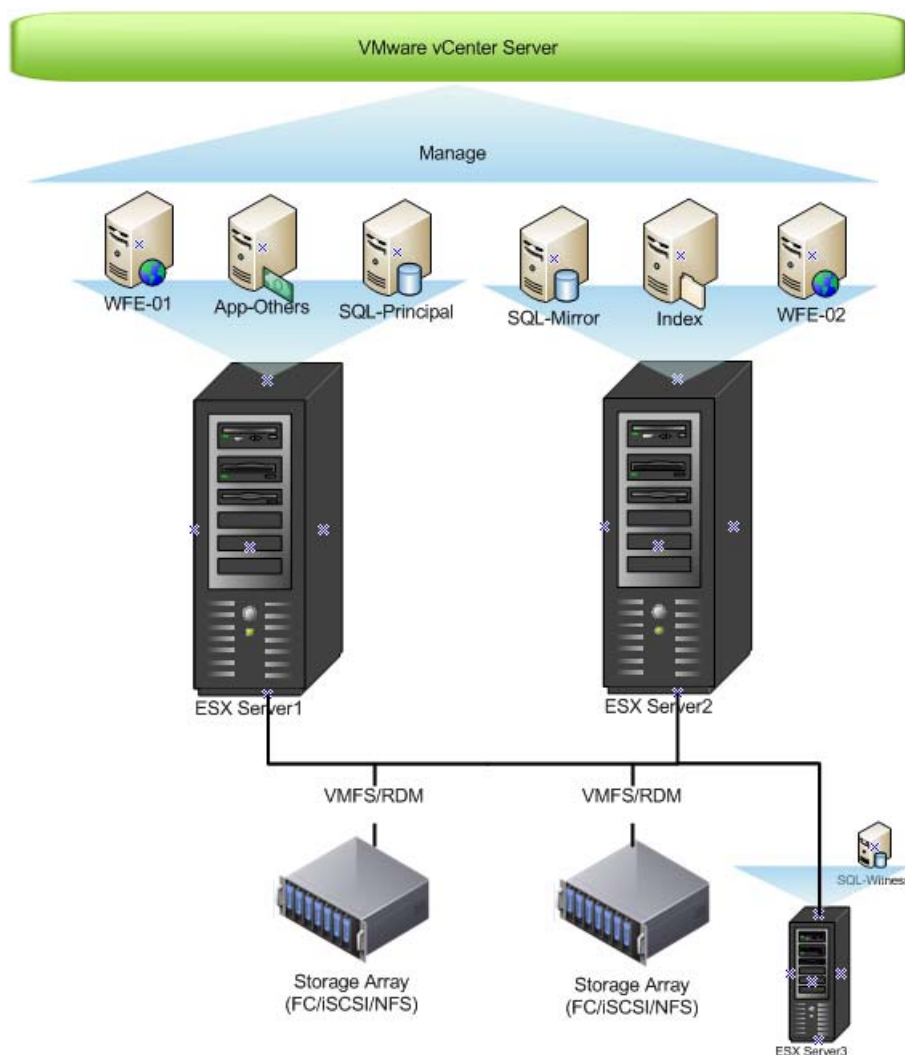 VMware vCenter Server
Manage
WFE-01
App-Others
SQL-Principal
SQL-Mirror
Index
WFE-02
ESX Server1
ESX Server2
VMFS/RDM
VMFS/RDM
SQL-Witness
Storage Array
(FC/iSCSI/NFS)
Storage Array
(FC/iSCSI/NFS)
ESX Server3